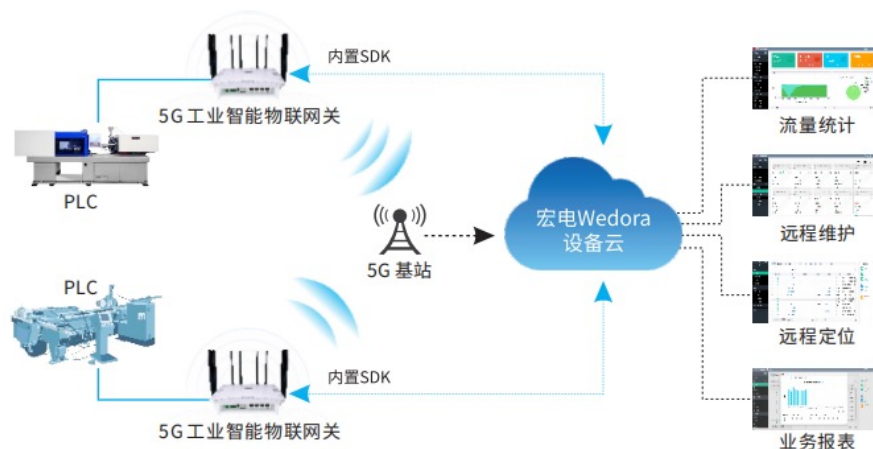 内置SDK
5G工业智能物联网关
PLC
流量统计
宏电Wedora
设备云
远程维护
5G 基站
PLC
远程定位
内置SDK
5G工业智能物联网关
业务报表